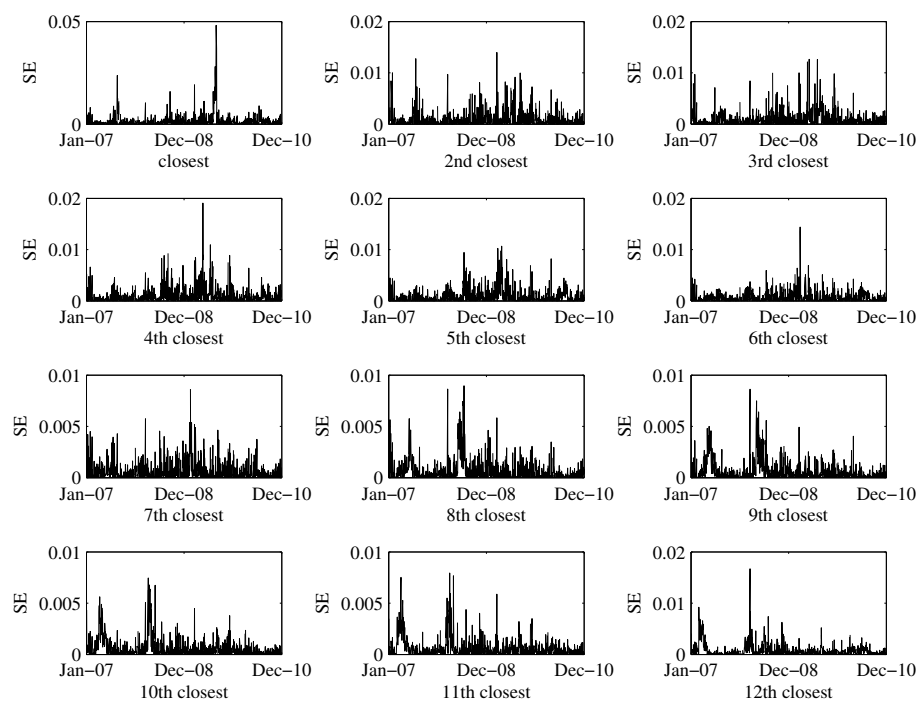 0.05 0.02 0.02
SE SE SE
0.01 0.01
0 0 0
Jan−07 Dec−08 Dec−10 Jan−07 Dec−08 Dec−10 Jan−07 Dec−08 Dec−10
closest 2nd closest 3rd closest
0.02 0.02 0.02
SE 0.01 SE 0.01 SE 0.01
0 0 0
Jan−07 Dec−08 Dec−10 Jan−07 Dec−08 Dec−10 Jan−07 Dec−08 Dec−10
4th closest 5th closest 6th closest
0.01 0.01 0.01
SE 0.005 SE 0.005 SE 0.005
0 0 0
Jan−07 Dec−08 Dec−10 Jan−07 Dec−08 Dec−10 Jan−07 Dec−08 Dec−10
7th closest 8th closest 9th closest
0.01 0.01 0.02
SE 0.005 SE 0.005 SE 0.01
0 0 0
Jan−07 Dec−08 Dec−10 Jan−07 Dec−08 Dec−10 Jan−07 Dec−08 Dec−10
10th closest 11th closest 12th closest